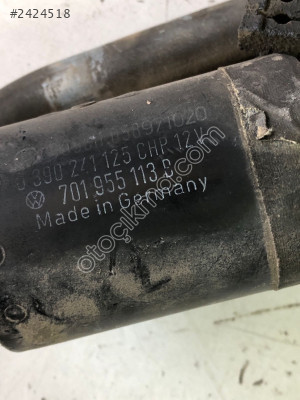 #2424518
0 390 241 125 CHP 12V
701 955 113 B
Made in Germany
otoçıkma.com